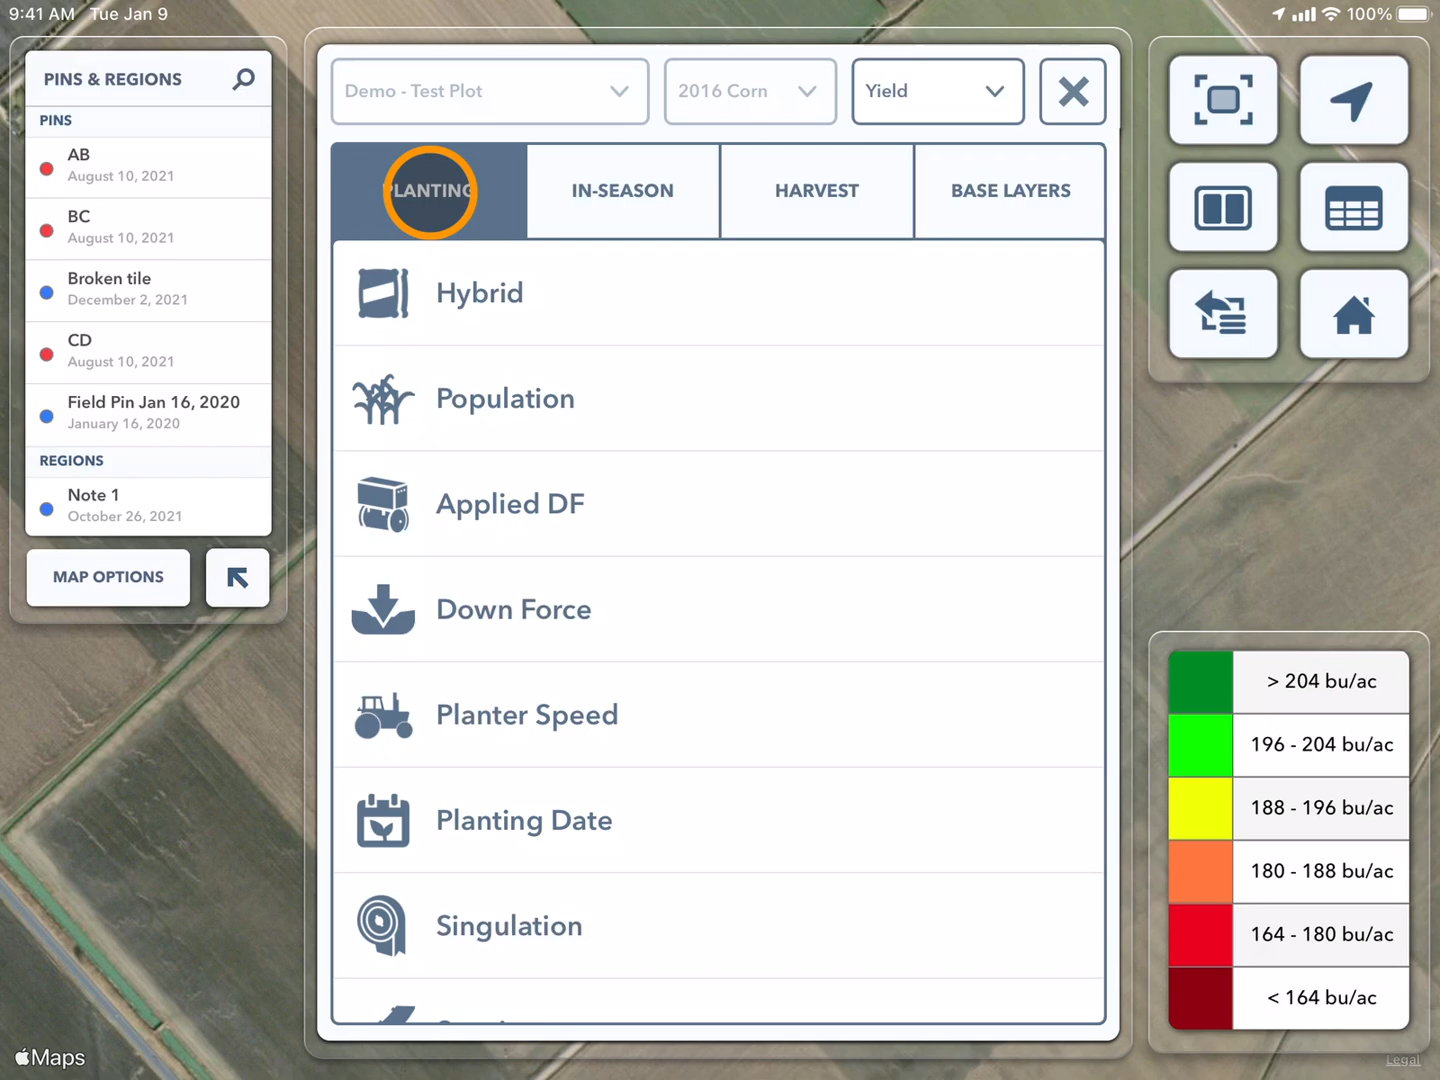 9:41 AM Tue Jan 9
100%
PINS & REGIONS
PINS
AB
August 10, 2021
BC
August 10, 2021
Broken tile
December 2, 2021
CD
August 10, 2021
Field Pin Jan 16, 2020
January 16, 2020
REGIONS
Note 1
October 26, 2021
MAP OPTIONS
Demo - Test Plot
2016 Corn
Yield
PLANTING
IN-SEASON
HARVEST
BASE LAYERS
Hybrid
Population
Applied DF
Down Force
Planter Speed
Planting Date
Singulation
> 204 bu/ac
196 - 204 bu/ac
188 - 196 bu/ac
180 - 188 bu/ac
164 - 180 bu/ac
< 164 bu/ac
Maps
Legal